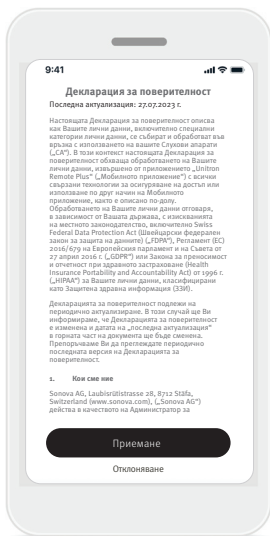 9:41
Декларация за поверителност
Последна актуализация: 27.07.2023 г.
Настоящата Декларация за поверителност описва
как Вашите лични данни, включително специални
категории лични данни, се събират и обработват във
връзка с използването на вашите Слухови апарати
(„СА“). В този контекст настоящата Декларация за
поверителност обхваща обработването на Вашите
лични данни, извършено от приложението „Unitron
Remote Plus“ („Мобилното приложение“) с всички
свързани технологии за осигуряване на достъп или
използване по друг начин на Мобилното
приложение, както е описано по-долу.
Обработването на Вашите лични данни отговаря,
в зависимост от Вашата държава, с изискванията
на местното законодателство, включително Swiss
Federal Data Protection Act (Швейцарски федерален
закон за защита на данните) („FDPA“), Регламент (ЕС)
2016/679 на Европейския парламент и на Съвета от
27 април 2016 г. („GDPR“) или Закона за преносимост
и отчетност при здравното застраховане (Health
Insurance Portability and Accountability Act) от 1996 г.
(„HIPAA“) за Вашите лични данни, класифицирани
като Защитена здравна информация (ЗЗИ).
Декларацията за поверителност подлежи на
периодично актуализиране. В този случай ще Ви
информираме, че Декларацията за поверителност
е изменена и датата на „последна актуализация“
в горната част на документа ще бъде сменена.
Препоръчваме Ви да преглеждате периодично
последната версия на Декларацията за
поверителност.
1. Кои сме ние
Sonova AG, Laubisrütistrasse 28, 8712 Stäfa,
Switzerland (www.sonova.com), („Sonova AG“)
действа в качеството на Администратор за
Приемане
Отклоняване